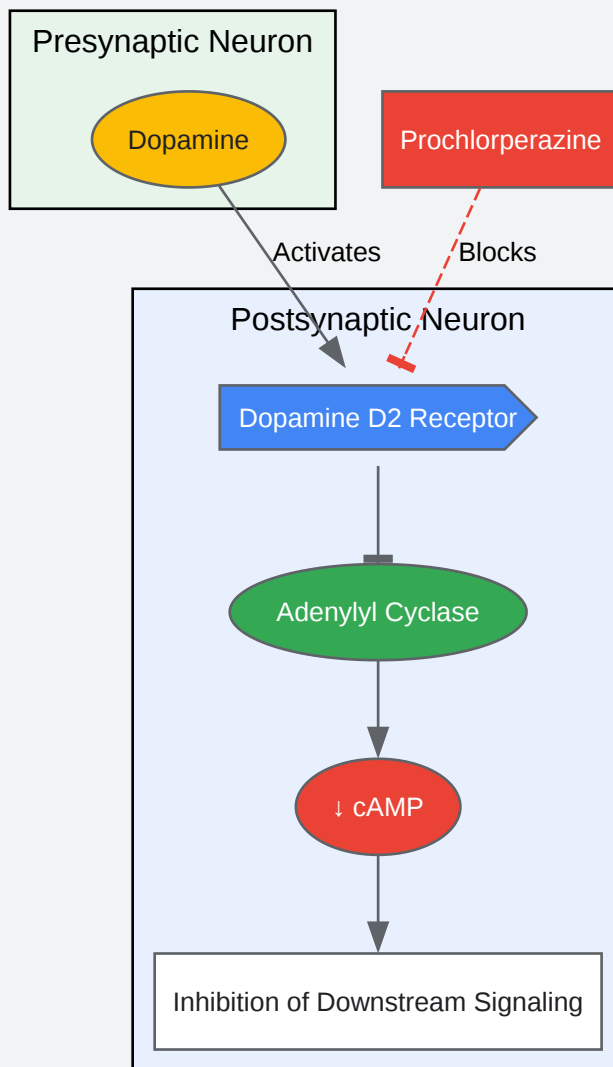 Presynaptic Neuron
Dopamine
Prochlorperazine
Activates
Blocks
Postsynaptic Neuron
Dopamine D2 Receptor
Adenylyl Cyclase
↓ cAMP
Inhibition of Downstream Signaling